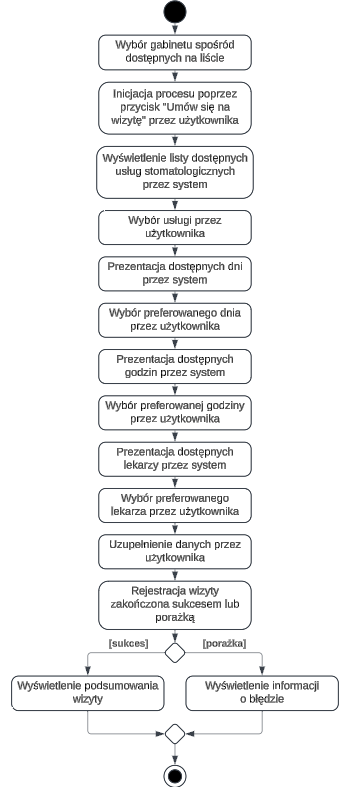 Wybór gabinetu spośród
dostępnych na liście
Inicjacja procesu poprzez
przycisk "Umów się na
wizytę" przez użytkownika
Wyświetlenie listy dostępnych
usług stomatologicznych
przez system
Wybór usługi przez
użytkownika
Prezentacja dostępnych dni
przez system
Wybór preferowanego dnia
przez użytkownika
Prezentacja dostępnych
godzin przez system
Wybór preferowanej godziny
przez użytkownika
Prezentacja dostępnych
lekarzy przez system
Wybór preferowanego
lekarza przez użytkownika
Uzupełnienie danych przez
użytkownika
Rejestracja wizyty
zakończona sukcesem lub
porażką
[sukces]
[porażka]
Wyświetlenie podsumowania
wizyty
Wyświetlenie informacji
o błędzie